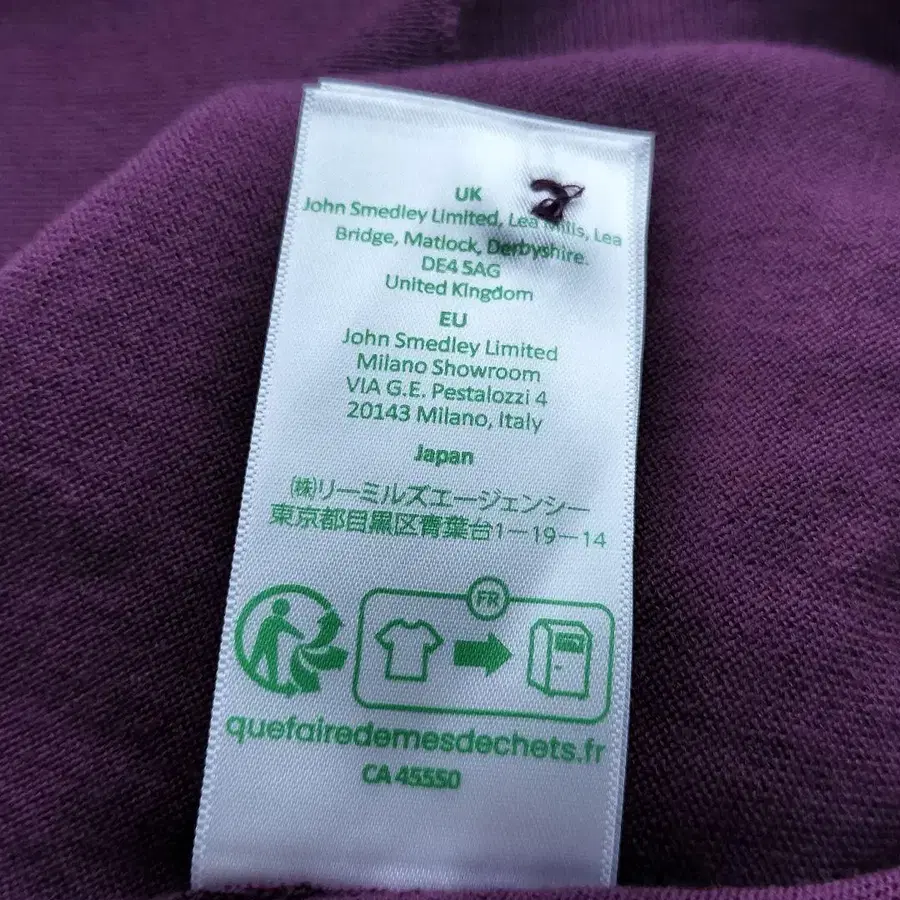 UK
John Smedley Limited, Lea Mills, Lea
Bridge, Matlock, Derbyshire.
DE4 5AG
United Kingdom
EU
John Smedley Limited
Milano Showroom
VIA G.E. Pestalozzi 4
20143 Milano, Italy
Japan
(株)リーミルズエージェンシー
東京都目黒区青葉台1-19-14
FR
quefairedemesdechets.fr
CA 45550